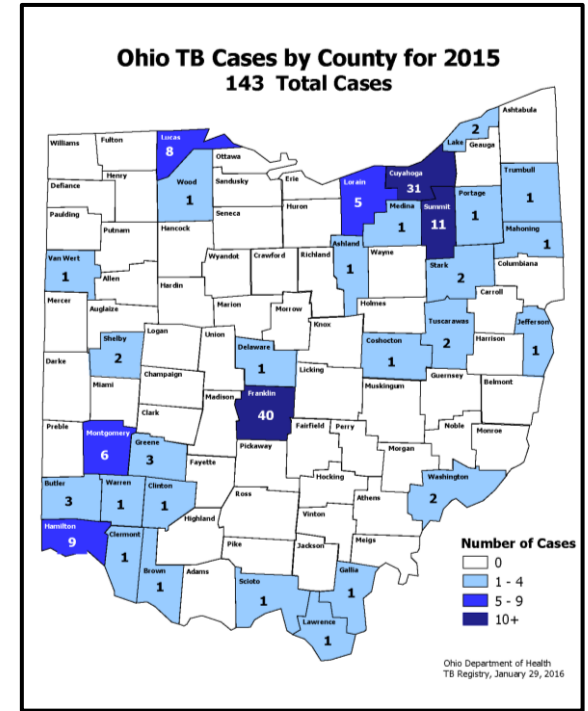 Ohio TB Cases by County for 2015
143 Total Cases
Ashtabula
Lake
2
Geauga
Williams
Fulton
Lucas
8
Ottawa
Cuyahoga
31
Trumbull
1
Henry
Wood
1
Sandusky
Erie
Lorain
5
Medina
1
Summit
11
Portage
1
Defiance
Paulding
Putnam
Hancock
Seneca
Huron
Ashland
1
Wayne
Stark
2
Mahoning
1
Columbiana
Van Wert
1
Allen
Wyandot
Crawford
Richland
Carroll
Mercer
Auglaize
Hardin
Marion
Morrow
Knox
Holmes
Tuscarawas
2
Harrison
Jefferson
1
Logan
Union
Delaware
1
Coshocton
1
Shelby
2
Darke
Miami
Champaign
Licking
Muskingum
Guernsey
Belmont
Clark
Madison
Franklin
40
Fairfield
Perry
Noble
Monroe
Preble
Montgomery
6
Greene
3
Pickaway
Morgan
Fayette
Hocking
Washington
2
Butler
3
Warren
1
Clinton
1
Ross
Athens
Vinton
Highland
Hamilton
9
Clermont
1
Brown
1
Adams
Pike
Jackson
Meigs
Scioto
1
Gallia
1
Lawrence
1
Number of Cases
0
1 - 4
5 - 9
10+
Ohio Department of Health
TB Registry, January 29, 2016